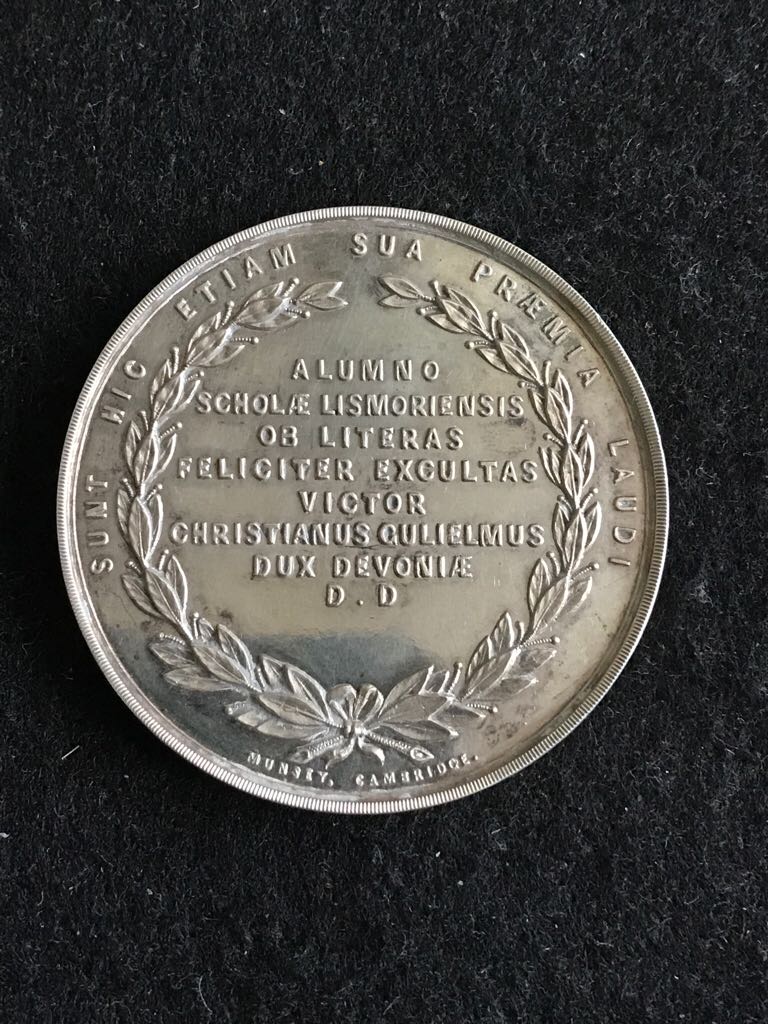 SUNT HIC ETIAM SUA PRÆMIA LAUDI
ALUMNO
SCHOLÆ LISMORIENSIS
OB LITERAS
FELICITER EXCULTAS
VICTOR
CHRISTIANUS GULIELMUS
DUX DEVONIÆ
D.D
MUNSEY, CAMBRIDGE.